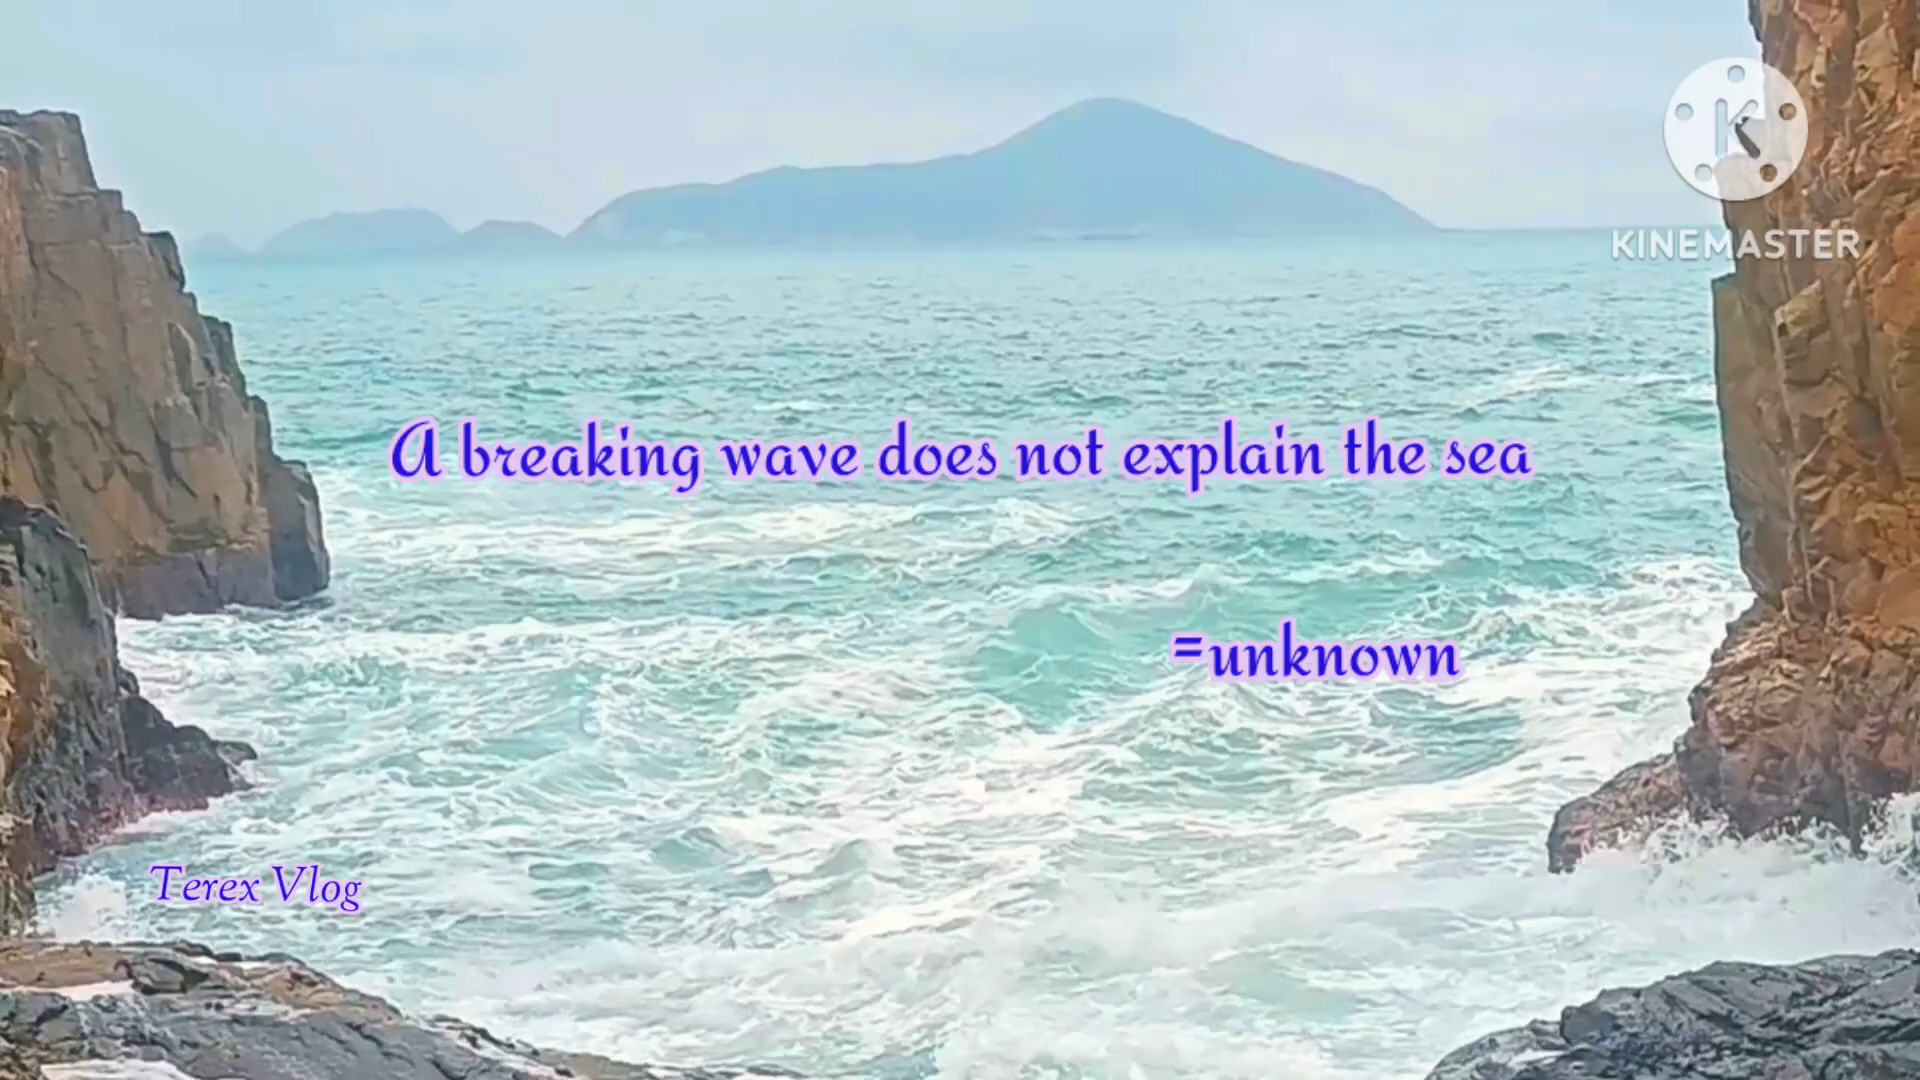 K
KINEMASTER
A breaking wave does not explain the sea
=unknown
Terex Vlog